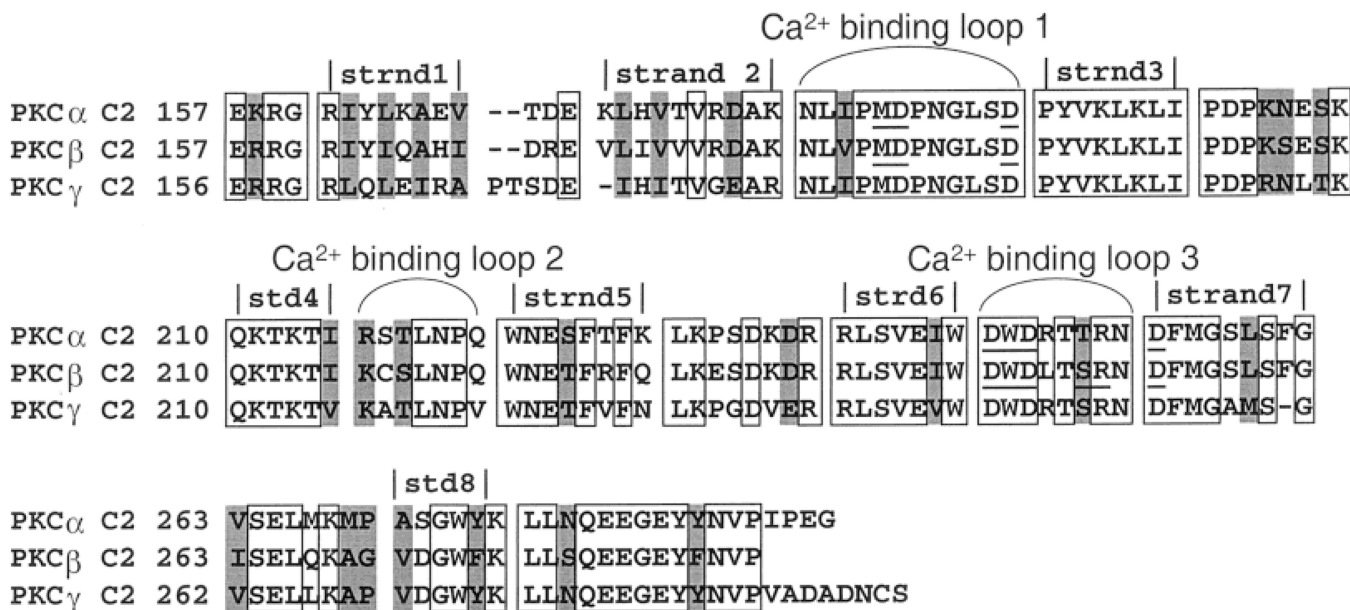 Ca²⁺ binding loop 1
|strnd1| |strand 2| |strnd3|
PKCα C2 157 EKRG RIYLKAEV --TDE KLHVTVRDAK NLIPMDPNGLSD PYVKLKLI PDPKNESK
PKCβ C2 157 ERRG RIYIQAHI --DREV VLIVVVRDAK NLVPMDPNGLSD PYVKLKLI PDPKSESK
PKCγ C2 156 ERRG RLQLEIRA PTSDE -IHITVGEAR NLIPMDPNGLSD PYVKLKLI PDPRNLTK
Ca²⁺ binding loop 2 Ca²⁺ binding loop 3
|std4| |strnd5| |strd6| |strand7|
PKCα C2 210 QKTKTI RSTLNPQ WNESFTFK LKPSDKDR RLSVEIW DWDRTTRN DFMGSLSFG
PKCβ C2 210 QKTKTI KCSLNPQ WNETFRFQ LKESDKDR RLSVEIW DWDLTSRN DFMGSLSFG
PKCγ C2 210 QKTKTV KATLNPV WNETFVFN LKPGDVER RLSVEVW DWDRTSRN DFMGAMS-G
|std8|
PKCα C2 263 VSELMKMP ASGWYK LLNQEEGEYYNVPIPEG
PKCβ C2 263 ISELQKAG VDGWFK LLSQEEGEYFNVP
PKCγ C2 262 VSELLKAP VDGWYK LLNQEEGEYYNVPVADADNCS